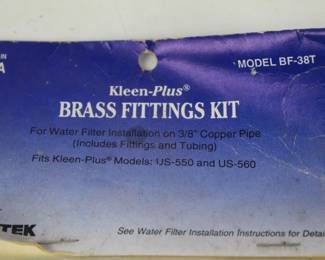 IN
A
MODEL BF-38T
Kleen-Plus®
BRASS FITTINGS KIT
For Water Filter Installation on 3/8" Copper Pipe
(Includes Fittings and Tubing)
Fits Kleen-Plus® Models: US-550 and US-560
TEK
See Water Filter Installation Instructions for Detai